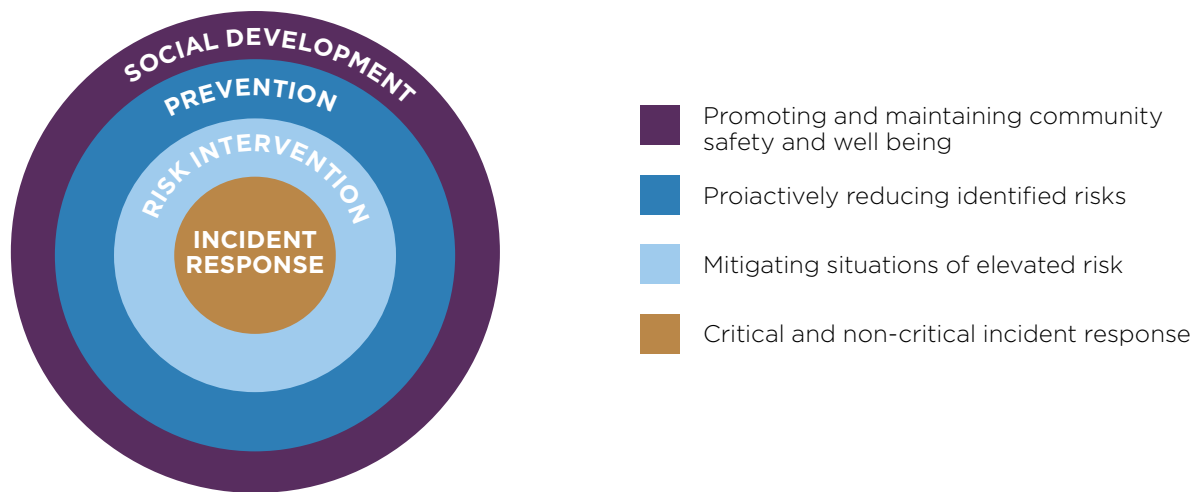 SOCIAL DEVELOPMENT
PREVENTION
RISK INTERVENTION
INCIDENT
RESPONSE
Promoting and maintaining community
safety and well being
Proiactively reducing identified risks
Mitigating situations of elevated risk
Critical and non-critical incident response